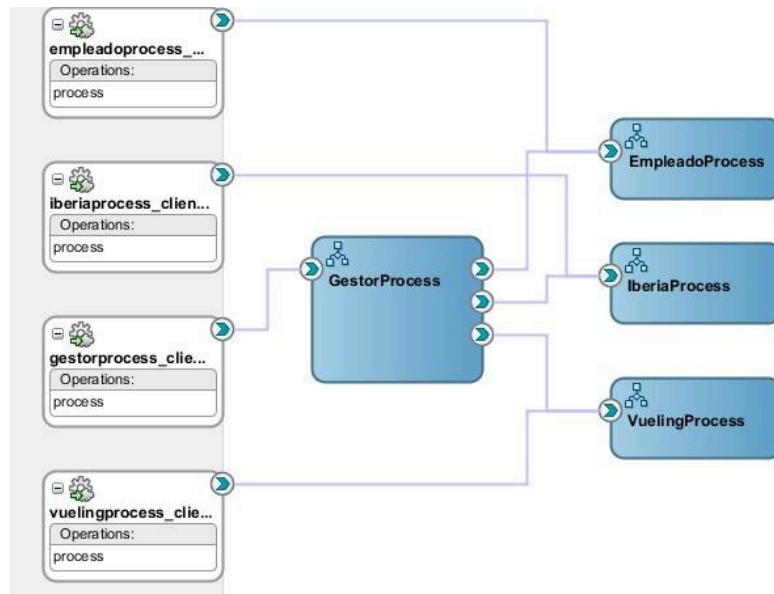 empleadoprocess_...
Operations:
process
EmpleadoProcess
iberiaprocess_clien...
Operations:
process
GestorProcess
IberiaProcess
gestorprocess_clie...
Operations:
process
VuelingProcess
vuelingprocess_clie...
Operations:
process